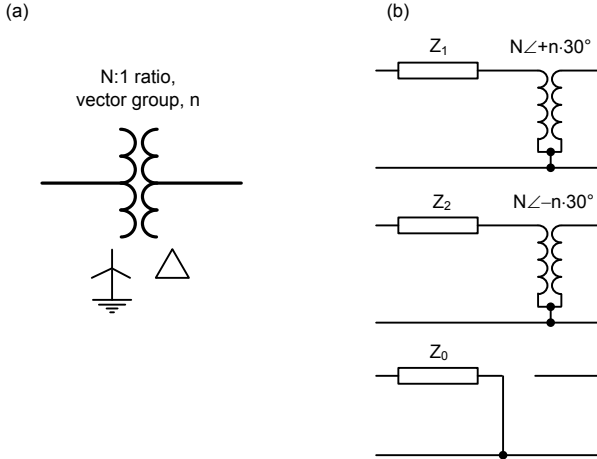 (a)
N:1 ratio,
vector group, n
(b)
Z₁
N∠+n·30°
Z₂
N∠−n·30°
Z₀